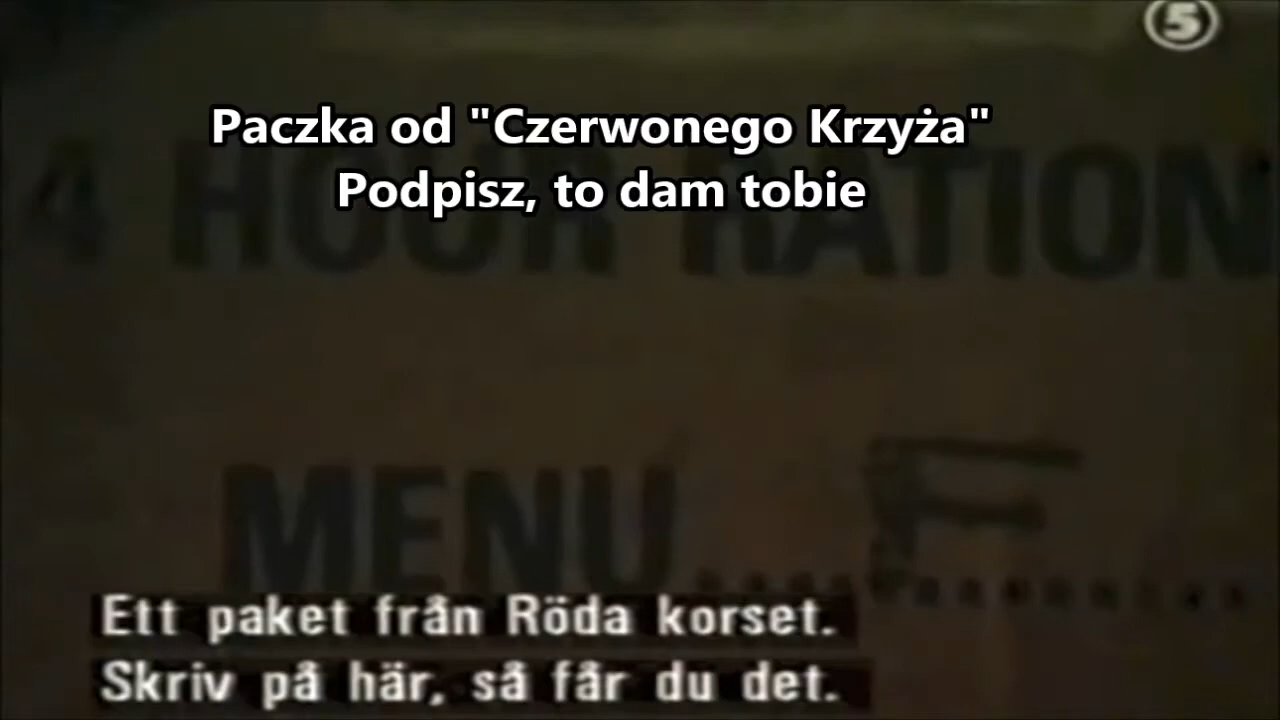 5
Paczka od "Czerwonego Krzyża"
Podpisz, to dam tobie
4 HOUR RATION
MENU..............F
Ett paket från Röda korset.
Skriv på här, så får du det.